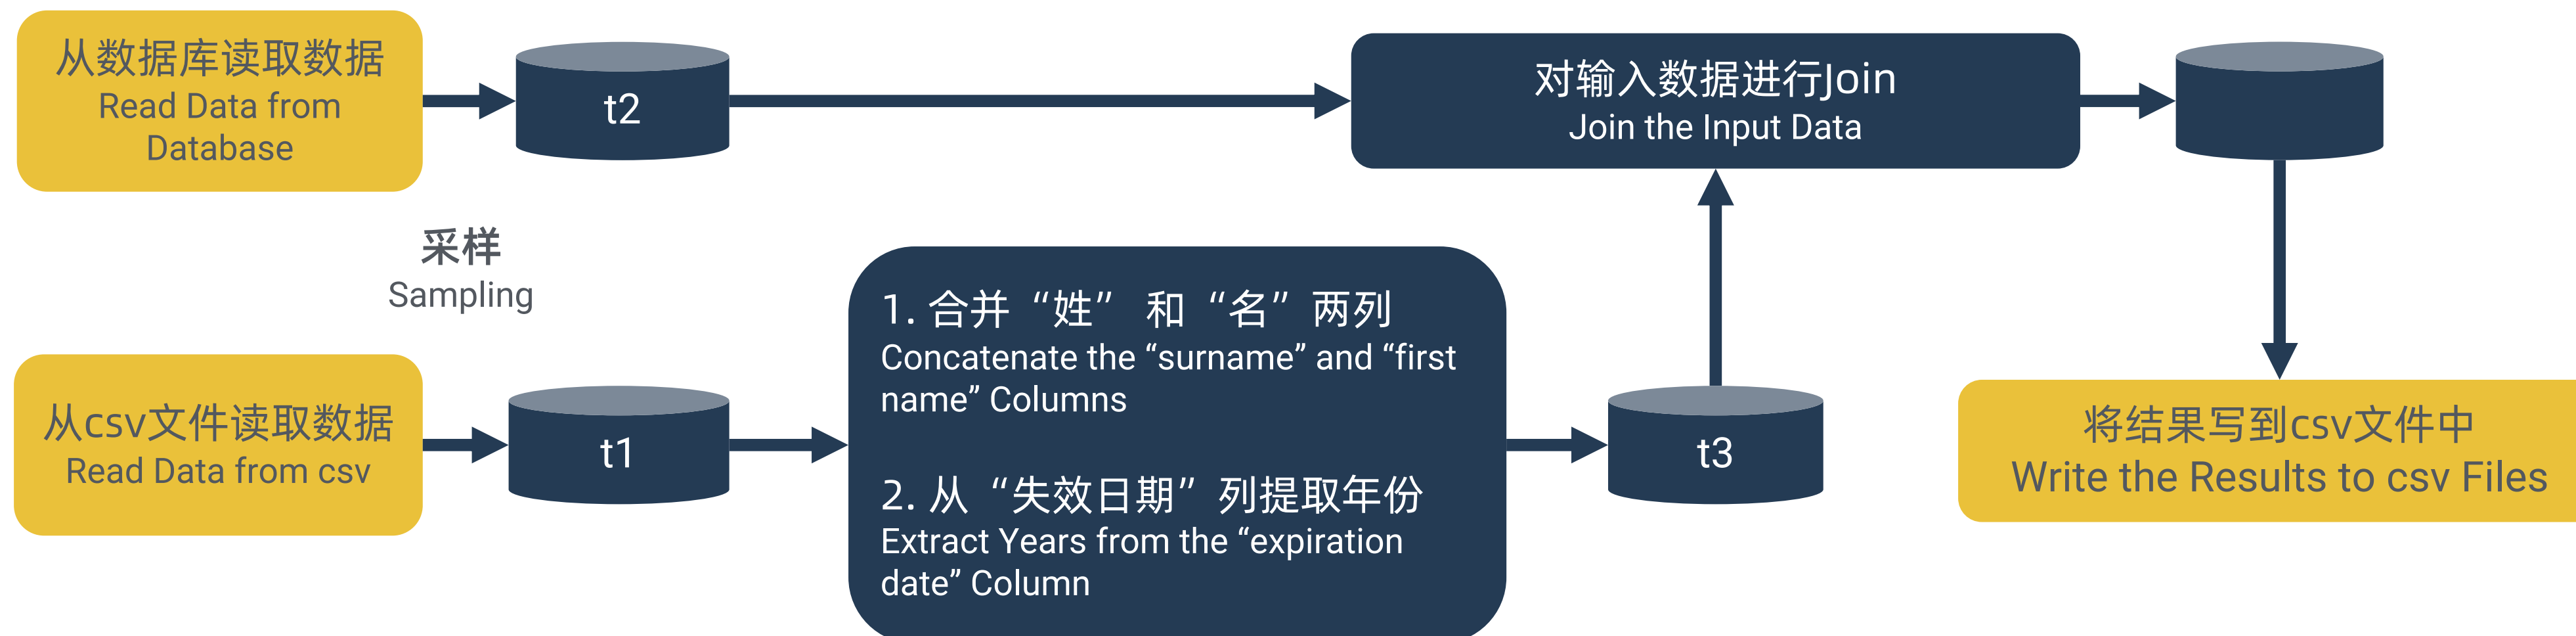 从数据库读取数据
Read Data from
Database
t2
对输入数据进行Join
Join the Input Data
采样
Sampling
从csv文件读取数据
Read Data from csv
t1
1. 合并“姓” 和“名”两列
Concatenate the “surname” and “first
name” Columns
2. 从“失效日期”列提取年份
Extract Years from the “expiration
date” Column
t3
将结果写到csv文件中
Write the Results to csv Files